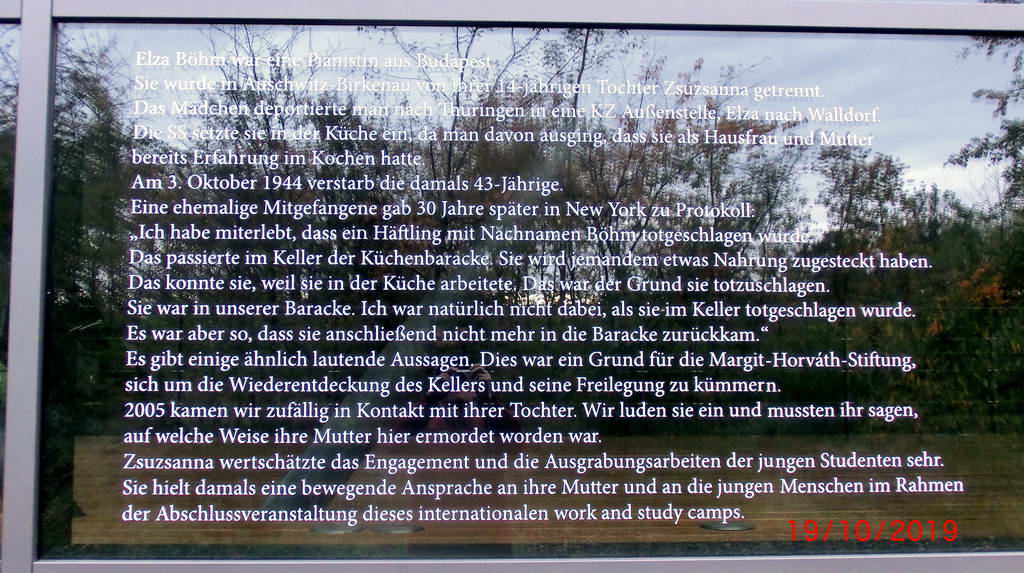 Elza Böhm war eine Pianistin aus Budapest.
Sie wurde in Auschwitz-Birkenau von ihrer 14-jährigen Tochter Zsuzsanna getrennt.
Das Mädchen deportierte man nach Thüringen in eine KZ Außenstelle, Elza nach Walldorf.
Die SS setzte sie in der Küche ein, da man davon ausging, dass sie als Hausfrau und Mutter
bereits Erfahrung im Kochen hatte.
Am 3. Oktober 1944 verstarb die damals 43-Jährige.
Eine ehemalige Mitgefangene gab 30 Jahre später in New York zu Protokoll:
„Ich habe miterlebt, dass ein Häftling mit Nachnamen Böhm totgeschlagen wurde.
Das passierte im Keller der Küchenbaracke. Sie wird jemandem etwas Nahrung zugesteckt haben.
Das konnte sie, weil sie in der Küche arbeitete. Das war der Grund sie totzuschlagen.
Sie war in unserer Baracke. Ich war natürlich nicht dabei, als sie im Keller totgeschlagen wurde.
Es war aber so, dass sie anschließend nicht mehr in die Baracke zurückkam.“
Es gibt einige ähnlich lautende Aussagen. Dies war ein Grund für die Margit-Horváth-Stiftung,
sich um die Wiederentdeckung des Kellers und seine Freilegung zu kümmern.
2005 kamen wir zufällig in Kontakt mit ihrer Tochter. Wir luden sie ein und mussten ihr sagen,
auf welche Weise ihre Mutter hier ermordet worden war.
Zsuzsanna wertschätzte das Engagement und die Ausgrabungsarbeiten der jungen Studenten sehr.
Sie hielt damals eine bewegende Ansprache an ihre Mutter und an die jungen Menschen im Rahmen
der Abschlussveranstaltung dieses internationalen work and study camps.
19/10/2019